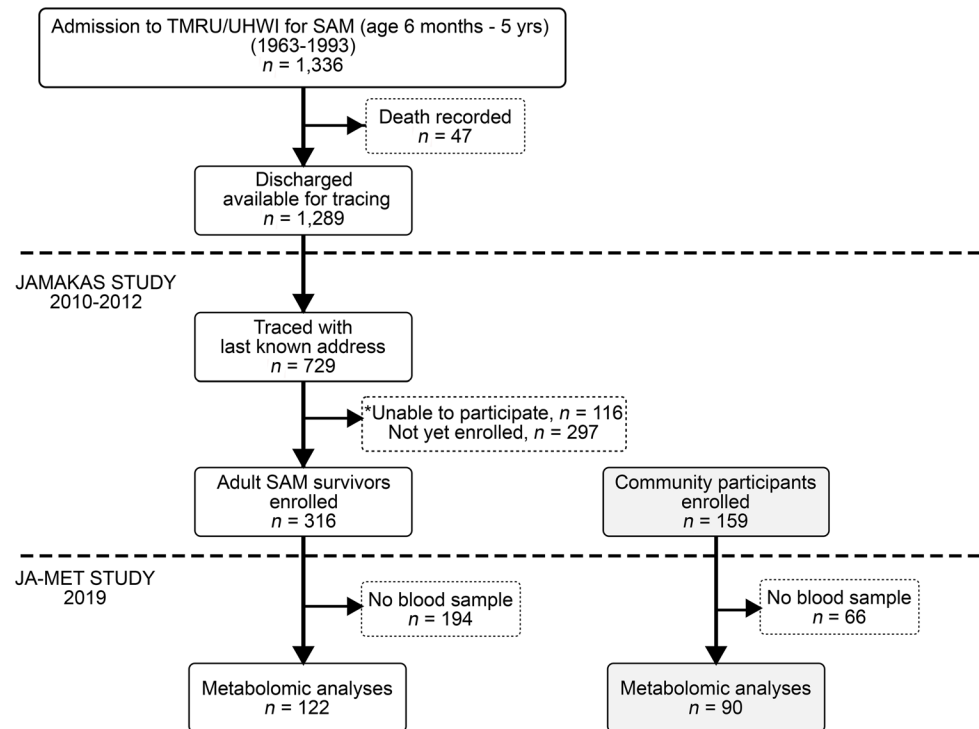 Admission to TMRU/UHWI for SAM (age 6 months - 5 yrs)
(1963-1993)
n = 1,336
Death recorded
n = 47
Discharged
available for tracing
n = 1,289
JAMAKAS STUDY
2010-2012
Traced with
last known address
n = 729
*Unable to participate, n = 116
Not yet enrolled, n = 297
Adult SAM survivors
enrolled
n = 316
Community participants
enrolled
n = 159
JA-MET STUDY
2019
No blood sample
n = 194
No blood sample
n = 66
Metabolomic analyses
n = 122
Metabolomic analyses
n = 90